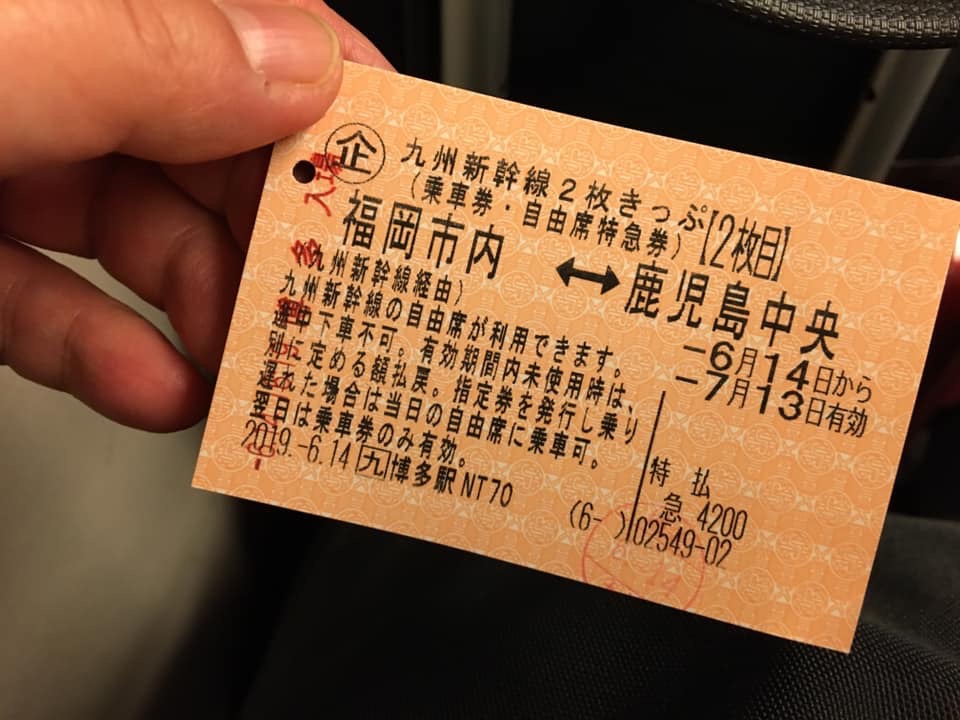 企 九州新幹線2枚きっぷ【2枚目】
(乗車券・自由席特急券)
福岡市内 ↔ 鹿児島中央
九州新幹線経由)
-6月14日から
-7月13日有効
九州新幹線の自由席が利用できます。
途中下車不可。有効期間内未使用時は、
別に定める額払戻。指定券を発行し乗り
遅れた場合は当日の自由席に乗車可。
翌日は乗車券のみ有効。
特 払
急 4200
2019.-6.14 九 博多駅 NT70
(6- ) 02549-02
入場